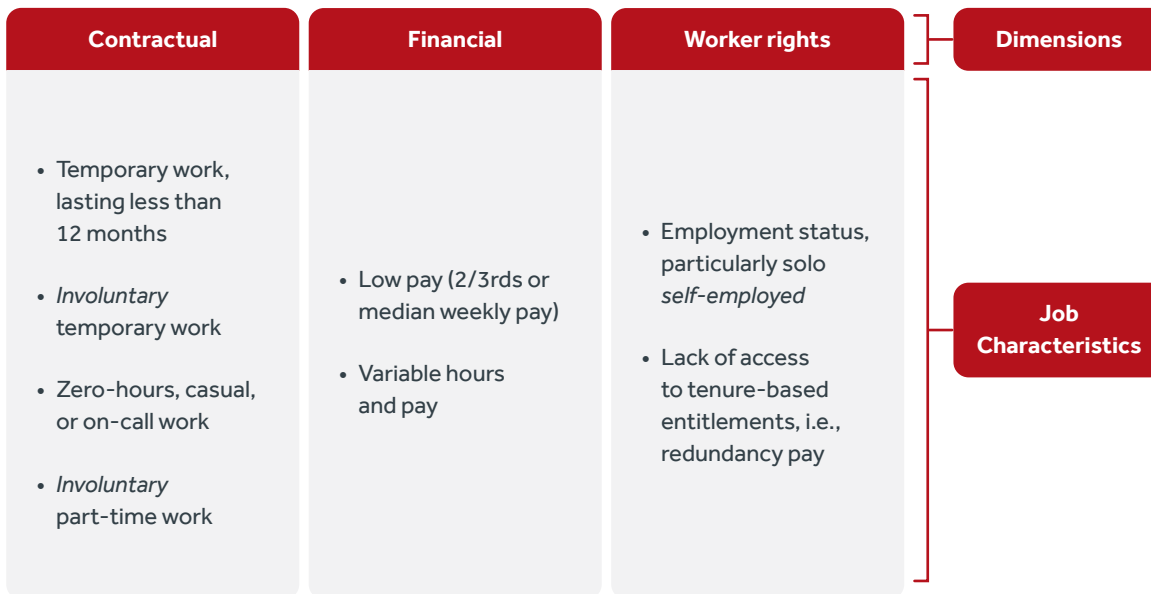 Contractual
Temporary work,
lasting less than
12 months
Involuntary
temporary work
Zero-hours, casual,
or on-call work
Involuntary
part-time work
Financial
Low pay (2/3rds or
median weekly pay)
Variable hours
and pay
Worker rights
Employment status,
particularly solo
self-employed
Lack of access
to tenure-based
entitlements, i.e.,
redundancy pay
Dimensions
Job
Characteristics